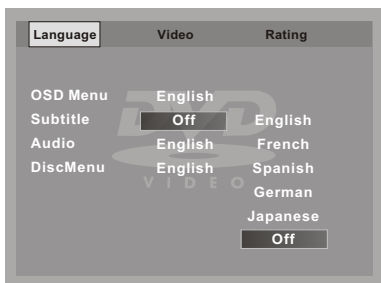 Language Video Rating
OSD Menu English
Subtitle Off English
Audio English French
DiscMenu English Spanish
German
Japanese
Off
DVD
VIDEO